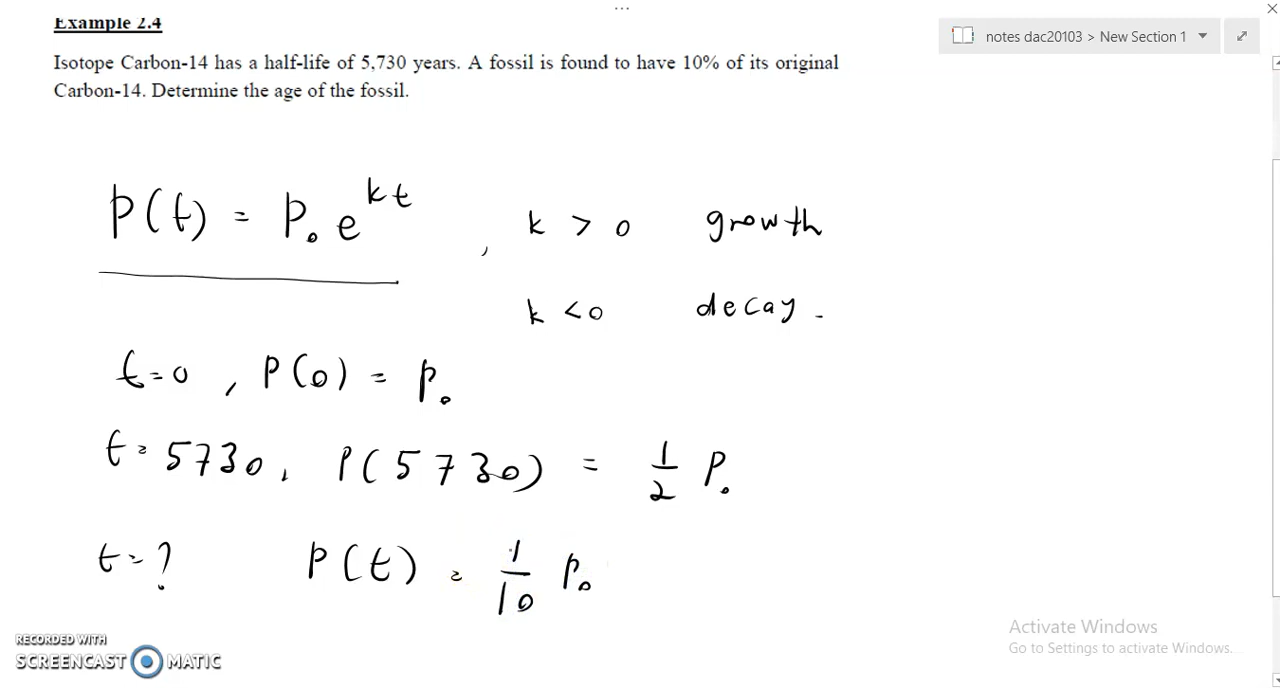 ...
Example 2.4
notes dac20103 > New Section 1
Isotope Carbon-14 has a half-life of 5,730 years. A fossil is found to have 10% of its original
Carbon-14. Determine the age of the fossil.
P(t) = P₀ e^{kt} , k > 0 growth
k < 0 decay.
t=0 , P(0) = P₀
t = 5730, P(5730) = 1/2 P₀
t = ? P(t) = 1/10 P₀
Activate Windows
Go to Settings to activate Windows.
RECORDED WITH
SCREENCAST MATIC